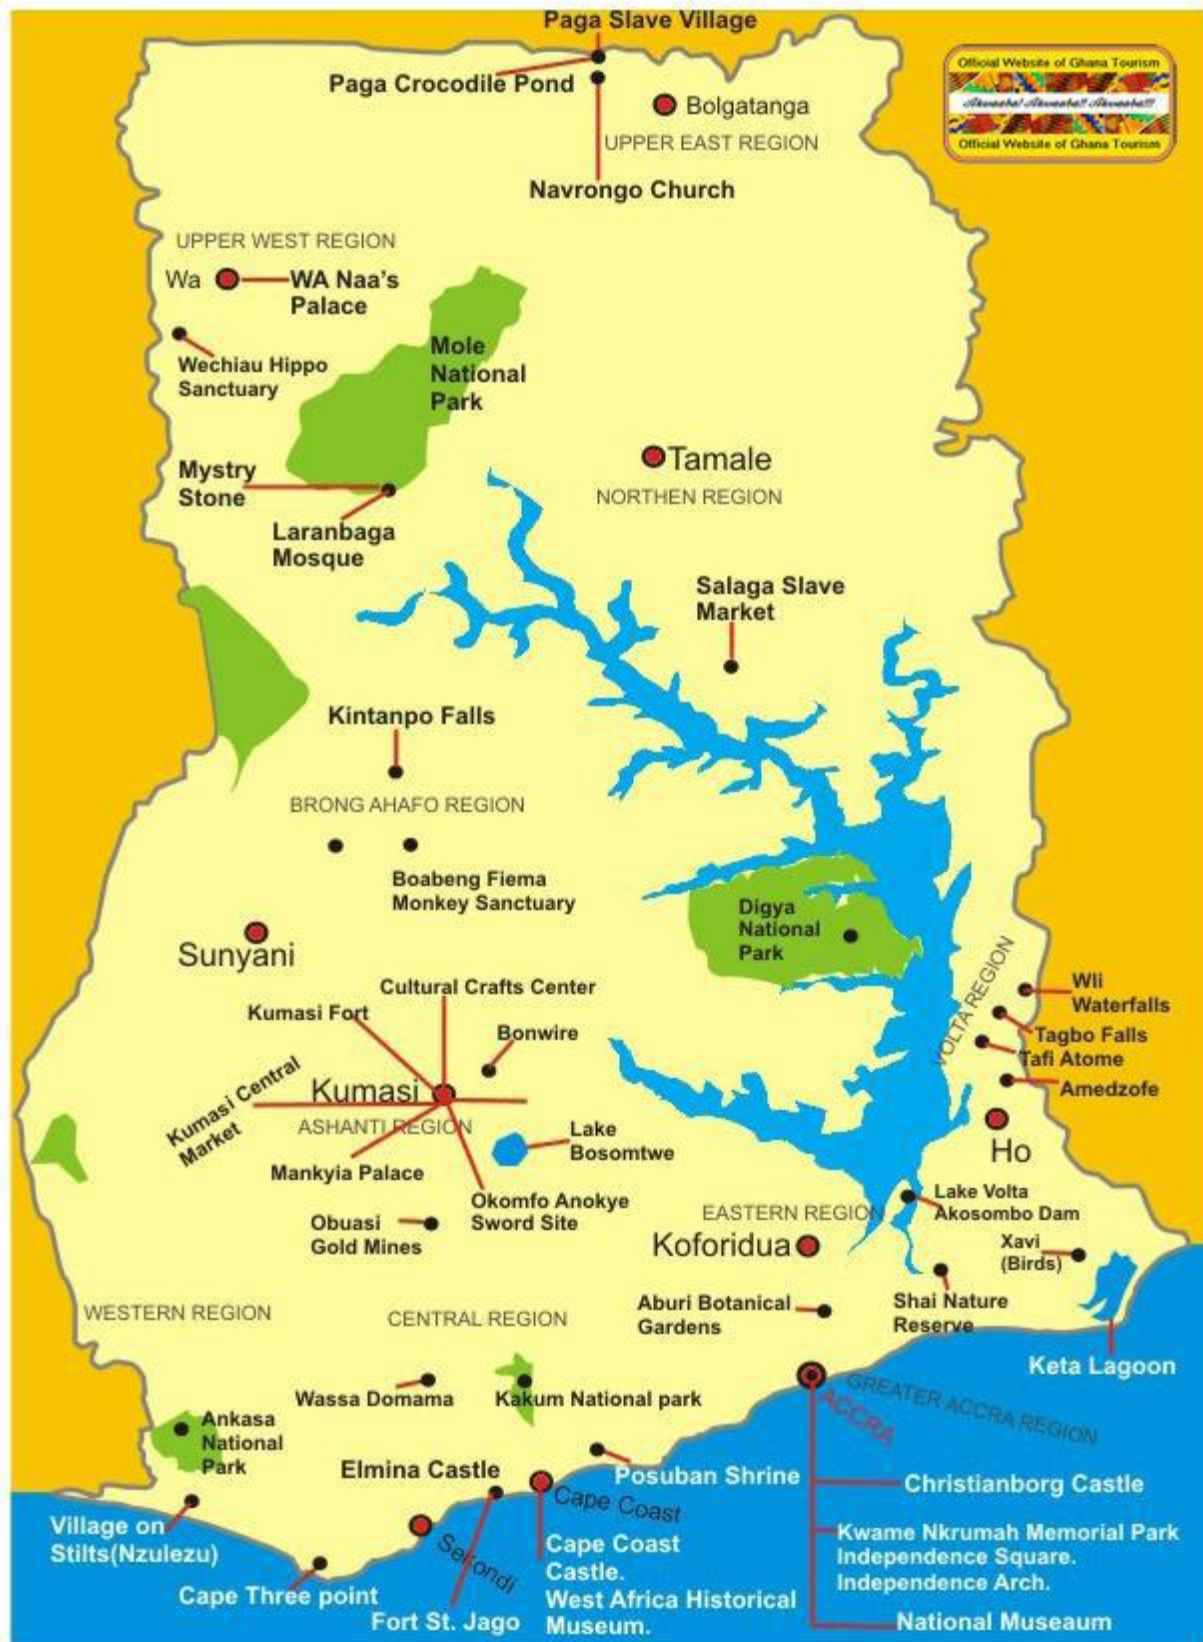 Paga Slave Village
Official Website of Ghana Tourism
Akwaaba! Akwaaba!! Akwaaba!!!
Official Website of Ghana Tourism
Paga Crocodile Pond
Bolgatanga
UPPER EAST REGION
Navrongo Church
UPPER WEST REGION
Wa
WA Naa's
Palace
Wechiau Hippo
Sanctuary
Mole
National
Park
Mystry
Stone
Laranbaga
Mosque
Tamale
NORTHEN REGION
Salaga Slave
Market
Kintanpo Falls
BRONG AHAFO REGION
Boabeng Fiema
Monkey Sanctuary
Digya
National
Park
Sunyani
Cultural Crafts Center
Kumasi Fort
Bonwire
Kumasi Central
Market
Kumasi
ASHANTI REGION
Mankyia Palace
Lake
Bosomtwe
Okomfo Anokye
Sword Site
Obuasi
Gold Mines
VOLTA REGION
Wli
Waterfalls
Tagbo Falls
Tafi Atome
Amedzofe
Ho
Lake Volta
Akosombo Dam
EASTERN REGION
Koforidua
Xavi
(Birds)
Aburi Botanical
Gardens
Shai Nature
Reserve
Keta Lagoon
WESTERN REGION
CENTRAL REGION
Wassa Domama
Kakum National park
Ankasa
National
Park
Elmina Castle
Posuban Shrine
ACCRA
GREATER ACCRA REGION
Christianborg Castle
Kwame Nkrumah Memorial Park
Independence Square.
Independence Arch.
National Museaum
Village on
Stilts(Nzulezu)
Cape Three point
Sekondi
Fort St. Jago
Cape Coast
Cape Coast
Castle.
West Africa Historical
Museum.